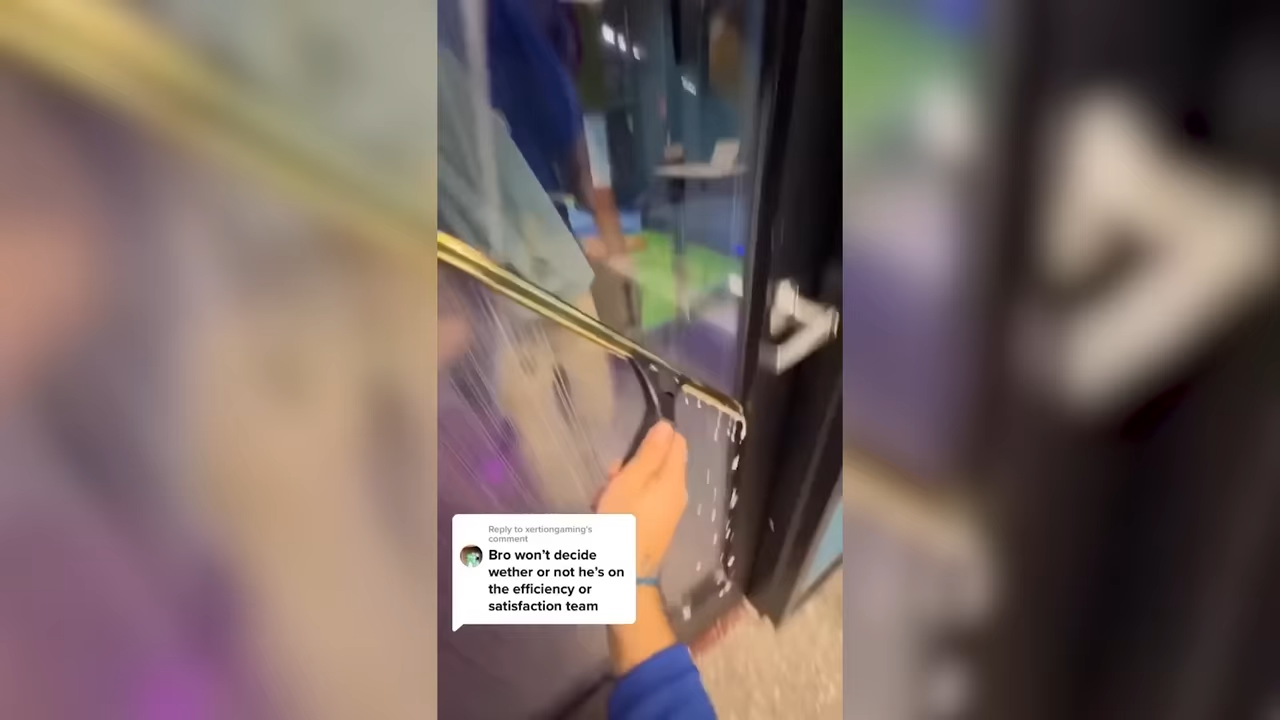 Reply to xertiongaming's
comment
Bro won't decide
wether or not he's on
the efficiency or
satisfaction team